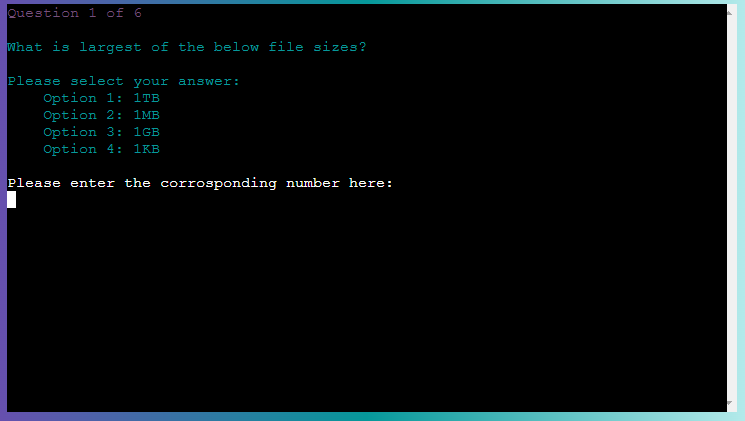 Question 1 of 6
What is largest of the below file sizes?
Please select your answer:
Option 1: 1TB
Option 2: 1MB
Option 3: 1GB
Option 4: 1KB
Please enter the corrosponding number here: